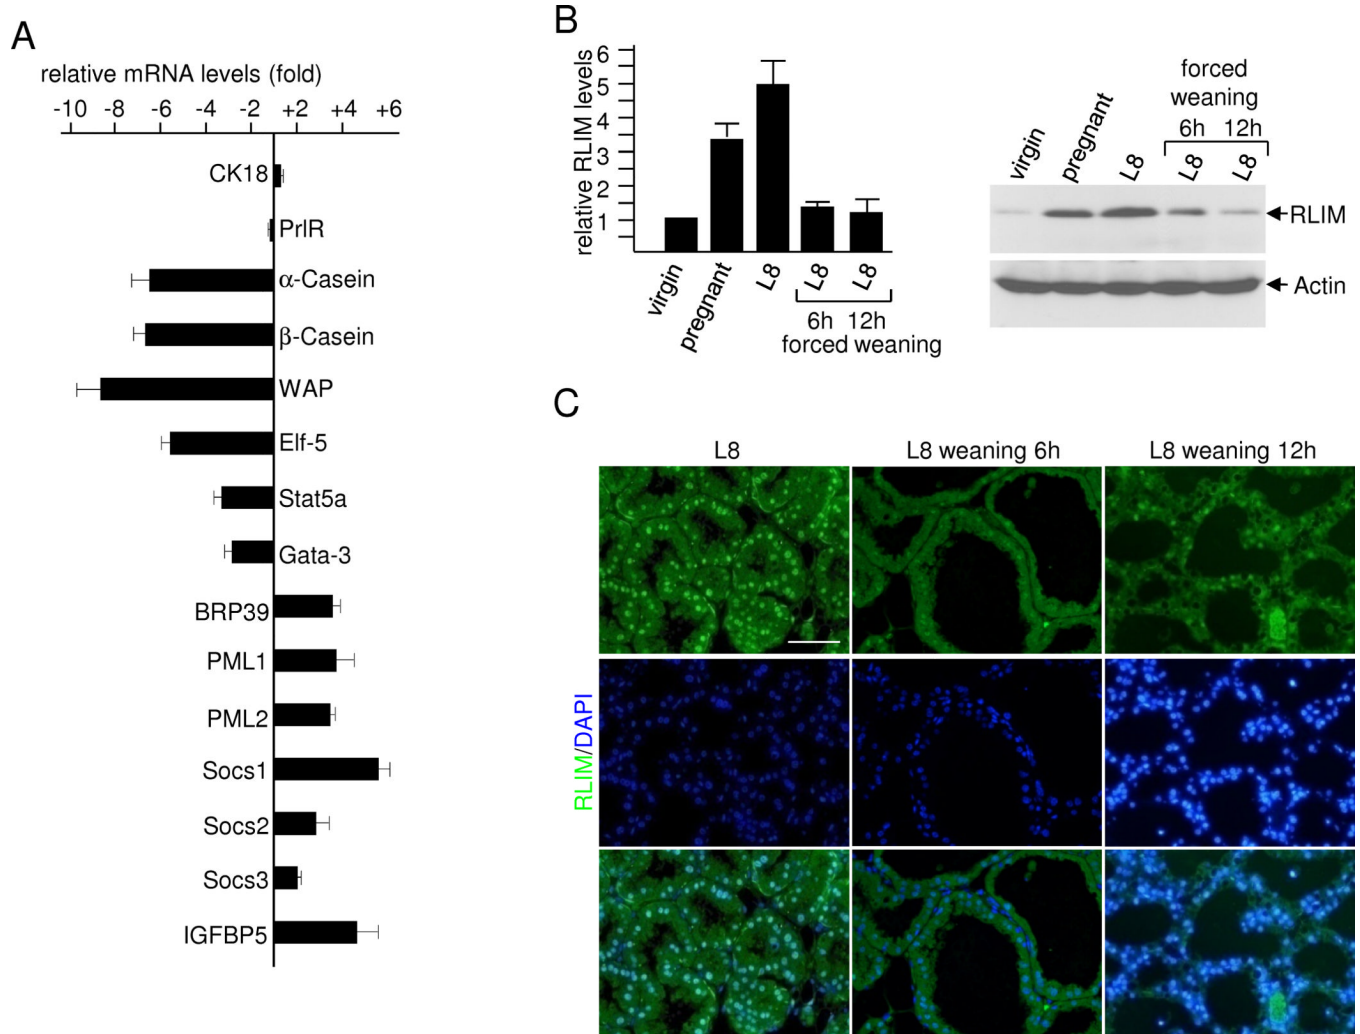 A
relative mRNA levels (fold)
-10 -8 -6 -4 -2 +2 +4 +6
CK18
PrlR
α-Casein
β-Casein
WAP
Elf-5
Stat5a
Gata-3
BRP39
PML1
PML2
Socs1
Socs2
Socs3
IGFBP5
B
relative RLIM levels
6
5
4
3
2
1
virgin
pregnant
L8
L8
L8
6h 12h
forced weaning
forced
weaning
6h 12h
virgin
pregnant
L8
L8
L8
RLIM
Actin
C
L8
L8 weaning 6h
L8 weaning 12h
RLIM/DAPI